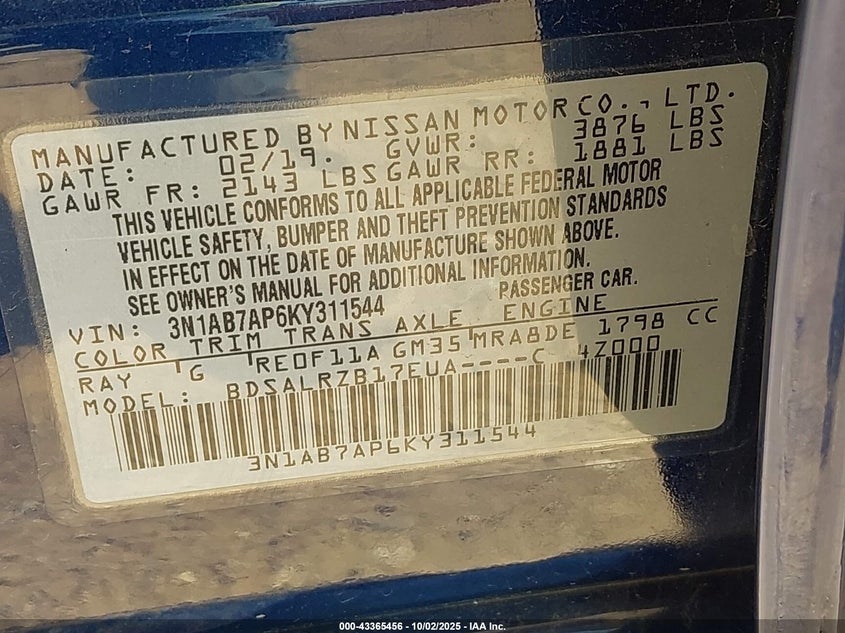 MANUFACTURED BY NISSAN MOTOR CO., LTD.
DATE: 02/19. GVWR: 3876 LBS
GAWR FR: 2143 LBS GAWR RR: 1881 LBS
THIS VEHICLE CONFORMS TO ALL APPLICABLE FEDERAL MOTOR
VEHICLE SAFETY, BUMPER AND THEFT PREVENTION STANDARDS
IN EFFECT ON THE DATE OF MANUFACTURE SHOWN ABOVE.
SEE OWNER'S MANUAL FOR ADDITIONAL INFORMATION.
VIN: 3N1AB7AP6KY311544 PASSENGER CAR.
COLOR TRIM TRANS AXLE ENGINE
RAY G RE0F11A GM35 MRA8DE 1798 CC
MODEL: BDSALRZB17EUA----C 4Z000
3N1AB7AP6KY311544
000-43365456 - 10/02/2025 - IAA Inc.